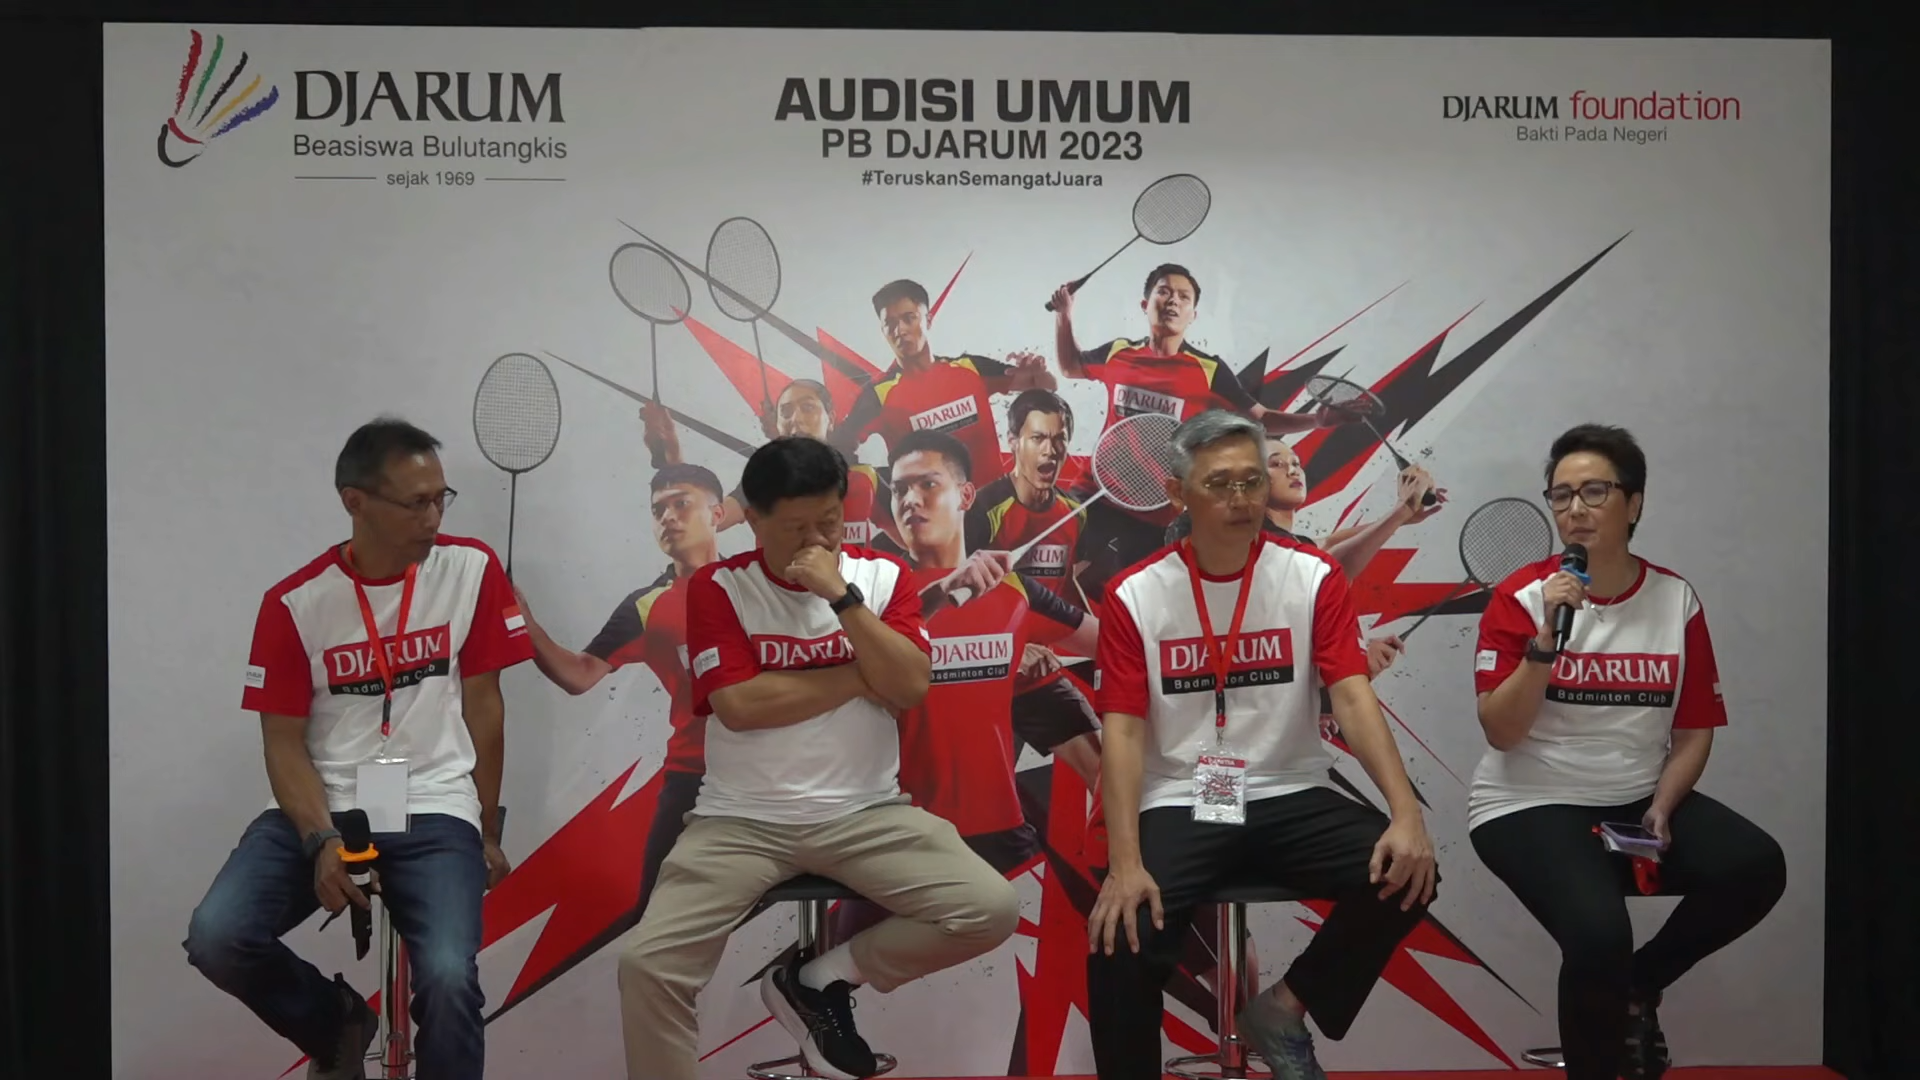 DJARUM
Beasiswa Bulutangkis
sejak 1969
AUDISI UMUM
PB DJARUM 2023
#TeruskanSemangatJuara
DJARUM foundation
Bakti Pada Negeri
DJARUM
DJARUM
DJARUM
Badminton Club
DJARUM
DJARUM
Badminton Club
DJARUM
Badminton Club
DJARUM
Badminton Club